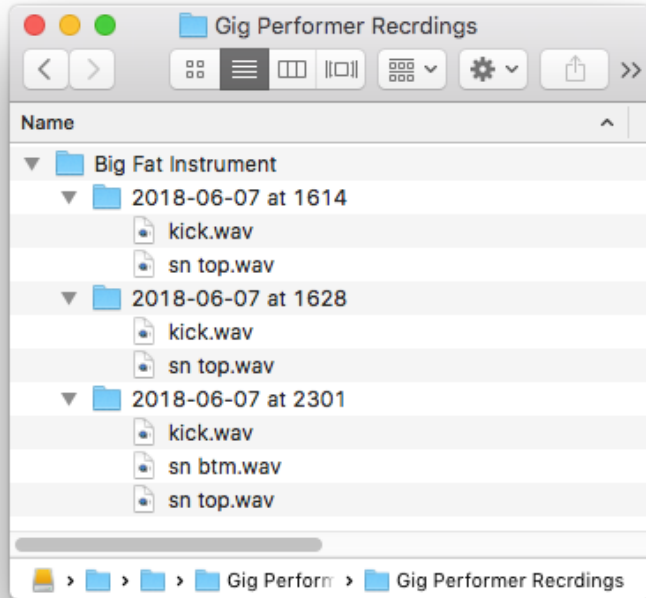 Gig Performer Recrdings
Name
Big Fat Instrument
2018-06-07 at 1614
kick.wav
sn top.wav
2018-06-07 at 1628
kick.wav
sn top.wav
2018-06-07 at 2301
kick.wav
sn btm.wav
sn top.wav
Gig Perform › Gig Performer Recrdings